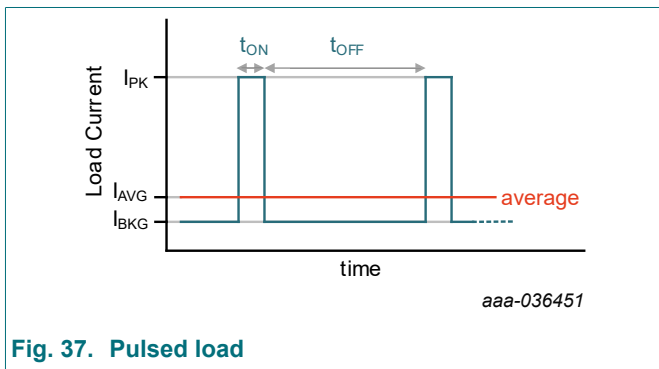 tON tOFF
Load Current
IPK
IAVG
average
IBKG
time
aaa-036451
Fig. 37. Pulsed load